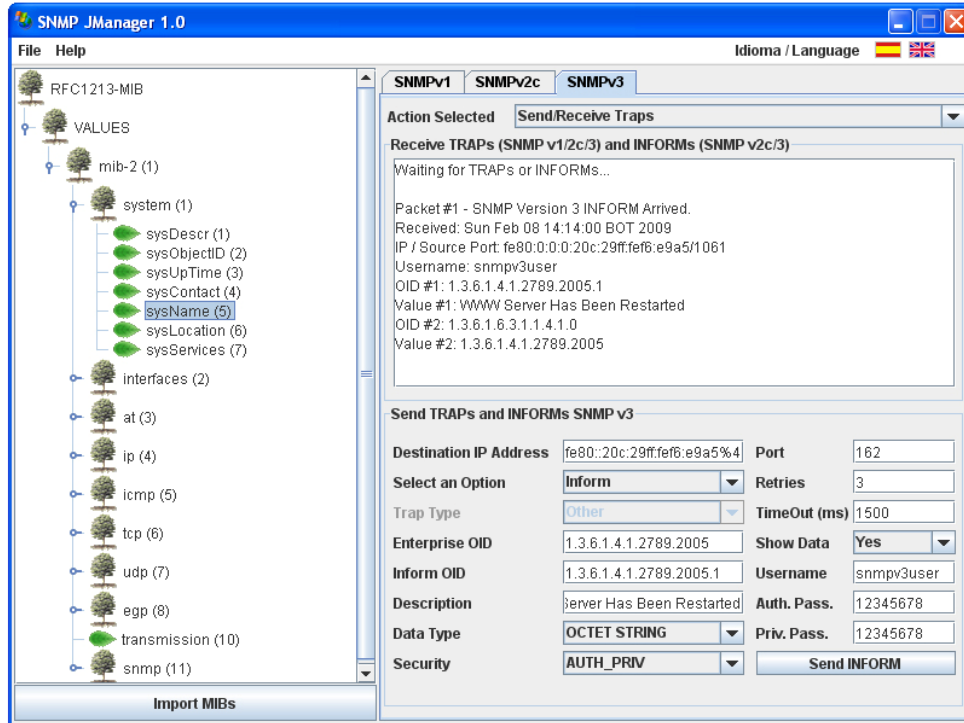 SNMP JManager 1.0
File Help
Idioma / Language
RFC1213-MIB
VALUES
mib-2 (1)
system (1)
sysDescr (1)
sysObjectID (2)
sysUpTime (3)
sysContact (4)
sysName (5)
sysLocation (6)
sysServices (7)
interfaces (2)
at (3)
ip (4)
icmp (5)
tcp (6)
udp (7)
egp (8)
transmission (10)
snmp (11)
Import MIBs
SNMPv1 SNMPv2c SNMPv3
Action Selected Send/Receive Traps
Receive TRAPs (SNMP v1/2c/3) and INFORMs (SNMP v2c/3)
Waiting for TRAPs or INFORMs...
Packet #1 - SNMP Version 3 INFORM Arrived.
Received: Sun Feb 08 14:14:00 BOT 2009
IP / Source Port: fe80:0:0:0:20c:29ff:fef6:e9a5/1061
Username: snmpv3user
OID #1: 1.3.6.1.4.1.2789.2005.1
Value #1: WWW Server Has Been Restarted
OID #2: 1.3.6.1.6.3.1.1.4.1.0
Value #2: 1.3.6.1.4.1.2789.2005
Send TRAPs and INFORMs SNMP v3
Destination IP Address fe80::20c:29ff:fef6:e9a5%4 Port 162
Select an Option Inform Retries 3
Trap Type Other TimeOut (ms) 1500
Enterprise OID 1.3.6.1.4.1.2789.2005 Show Data Yes
Inform OID 1.3.6.1.4.1.2789.2005.1 Username snmpv3user
Description Server Has Been Restarted Auth. Pass. 12345678
Data Type OCTET STRING Priv. Pass. 12345678
Security AUTH_PRIV Send INFORM